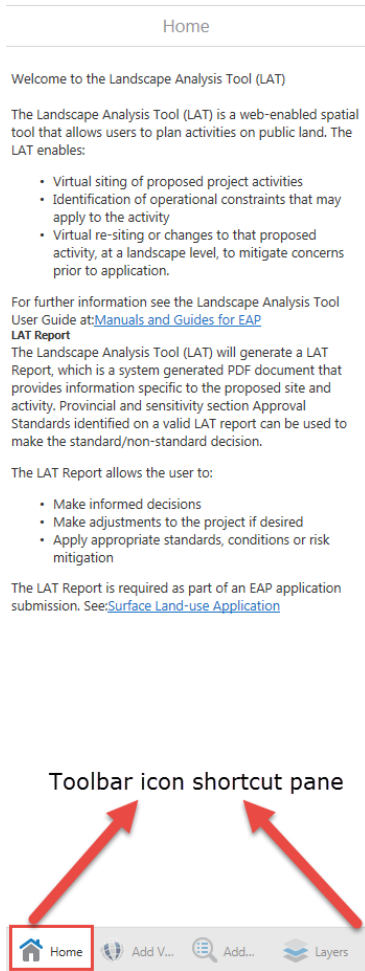 Home
Welcome to the Landscape Analysis Tool (LAT)
The Landscape Analysis Tool (LAT) is a web-enabled spatial
tool that allows users to plan activities on public land. The
LAT enables:
• Virtual siting of proposed project activities
• Identification of operational constraints that may
apply to the activity
• Virtual re-siting or changes to that proposed
activity, at a landscape level, to mitigate concerns
prior to application.
For further information see the Landscape Analysis Tool
User Guide at:Manuals and Guides for EAP
LAT Report
The Landscape Analysis Tool (LAT) will generate a LAT
Report, which is a system generated PDF document that
provides information specific to the proposed site and
activity. Provincial and sensitivity section Approval
Standards identified on a valid LAT report can be used to
make the standard/non-standard decision.
The LAT Report allows the user to:
• Make informed decisions
• Make adjustments to the project if desired
• Apply appropriate standards, conditions or risk
mitigation
The LAT Report is required as part of an EAP application
submission. See:Surface Land-use Application
Toolbar icon shortcut pane
Home Add V... Add... Layers